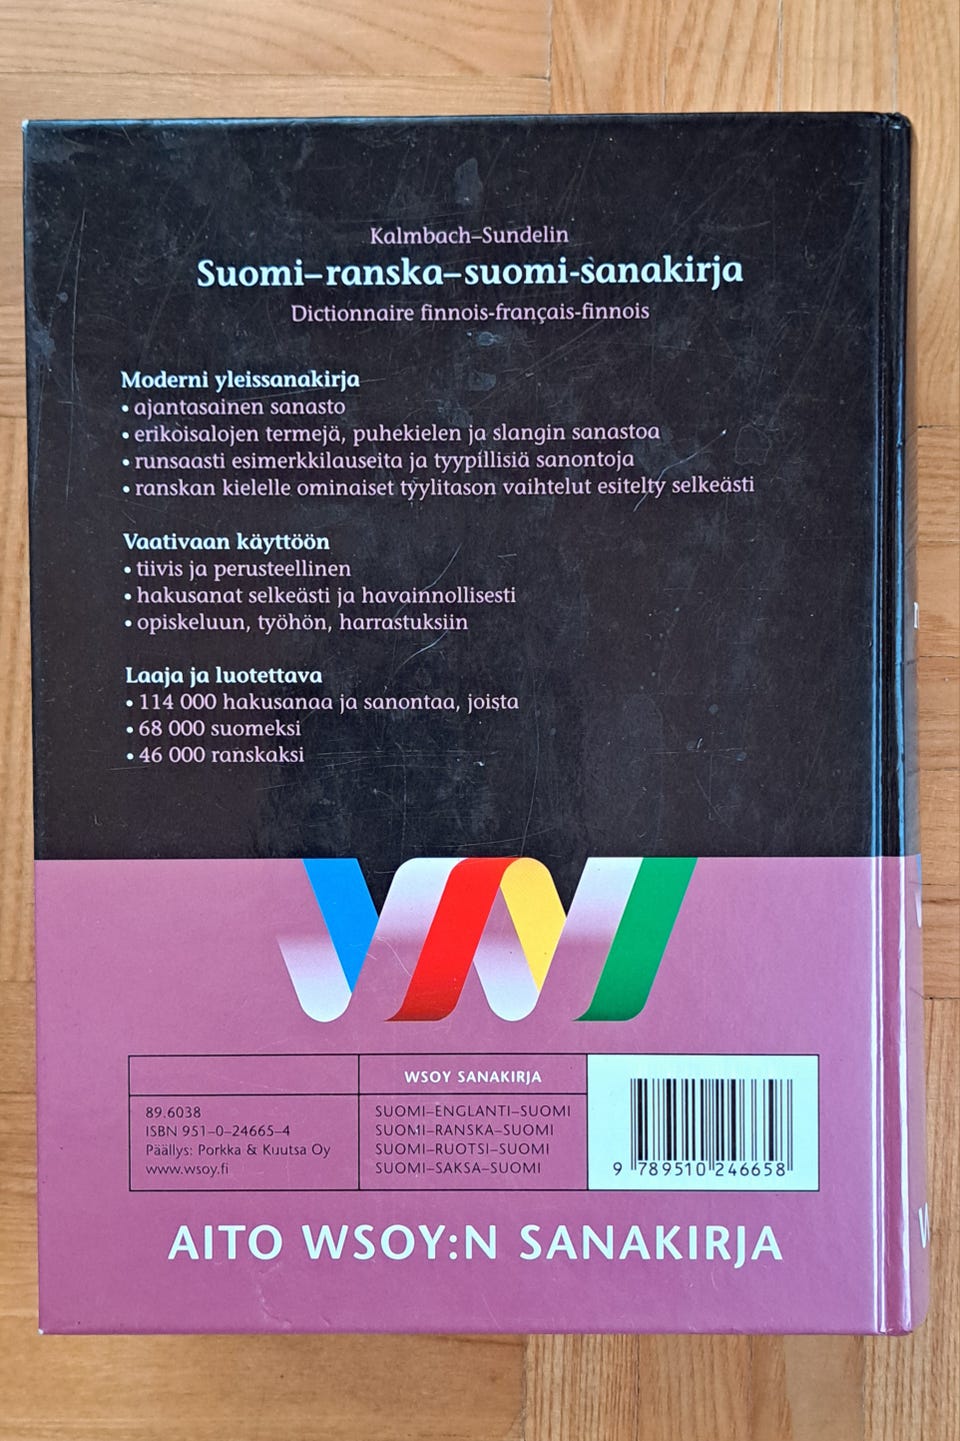 Kalmbach–Sundelin
Suomi–ranska–suomi-sanakirja
Dictionnaire finnois-français-finnois
Moderni yleissanakirja
• ajantasainen sanasto
• erikoisalojen termejä, puhekielen ja slangin sanastoa
• runsaasti esimerkkilauseita ja tyypillisiä sanontoja
• ranskan kielelle ominaiset tyylitason vaihtelut esitelty selkeästi
Vaativaan käyttöön
• tiivis ja perusteellinen
• hakusanat selkeästi ja havainnollisesti
• opiskeluun, työhön, harrastuksiin
Laaja ja luotettava
• 114 000 hakusanaa ja sanontaa, joista
• 68 000 suomeksi
• 46 000 ranskaksi
WSOY SANAKIRJA
89.6038
ISBN 951–0–24665–4
Päällys: Porkka & Kuutsa Oy
www.wsoy.fi
SUOMI–ENGLANTI–SUOMI
SUOMI–RANSKA–SUOMI
SUOMI–RUOTSI–SUOMI
SUOMI–SAKSA–SUOMI
9 789510 246658
AITO WSOY:N SANAKIRJA